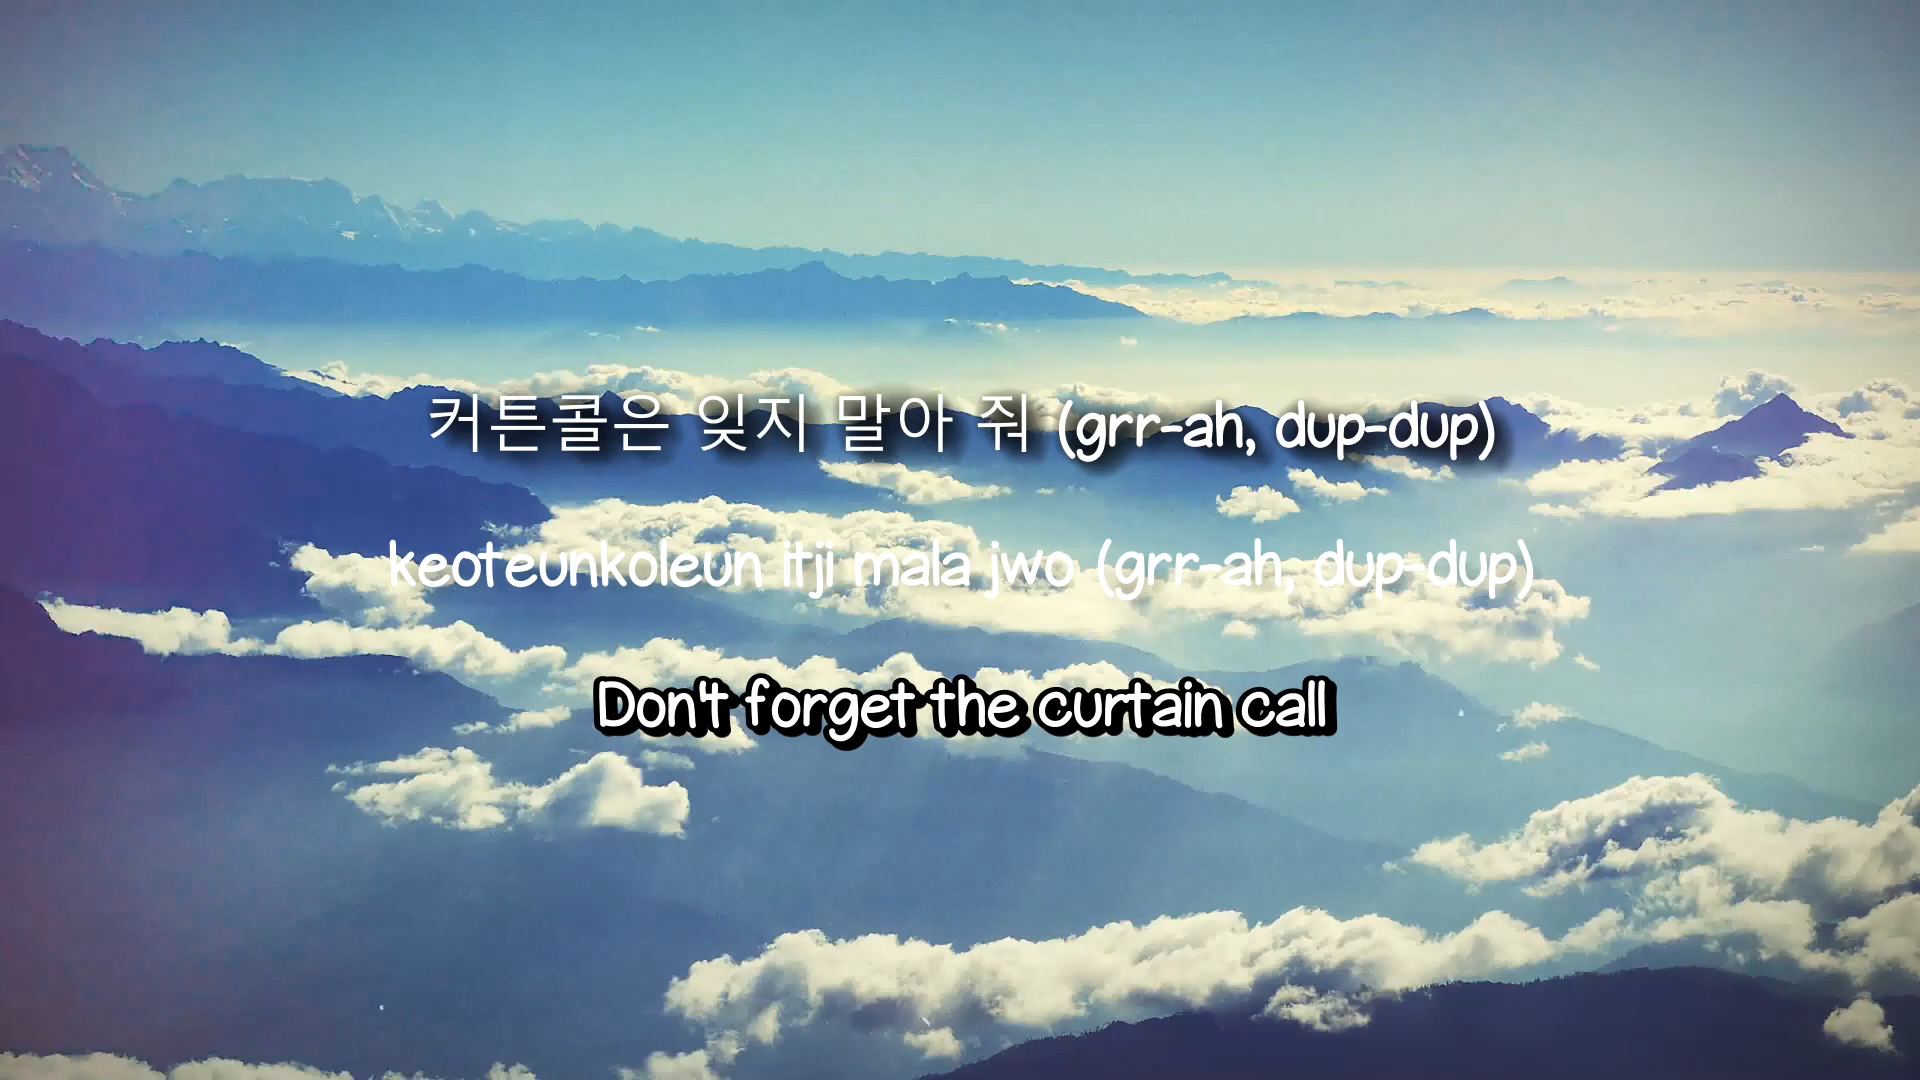 커튼콜은 잊지 말아 줘 (grr-ah, dup-dup)
keoteunkoleun itji mala jwo (grr-ah, dup-dup)
Don't forget the curtain call